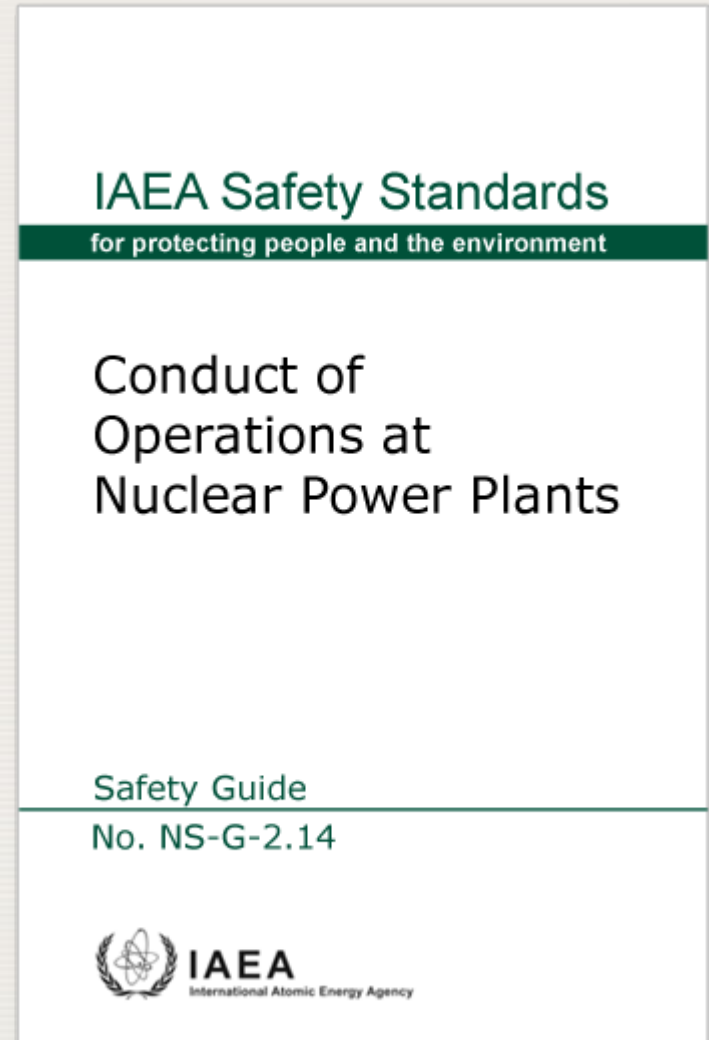 IAEA Safety Standards
for protecting people and the environment
Conduct of
Operations at
Nuclear Power Plants
Safety Guide
No. NS-G-2.14
IAEA
International Atomic Energy Agency